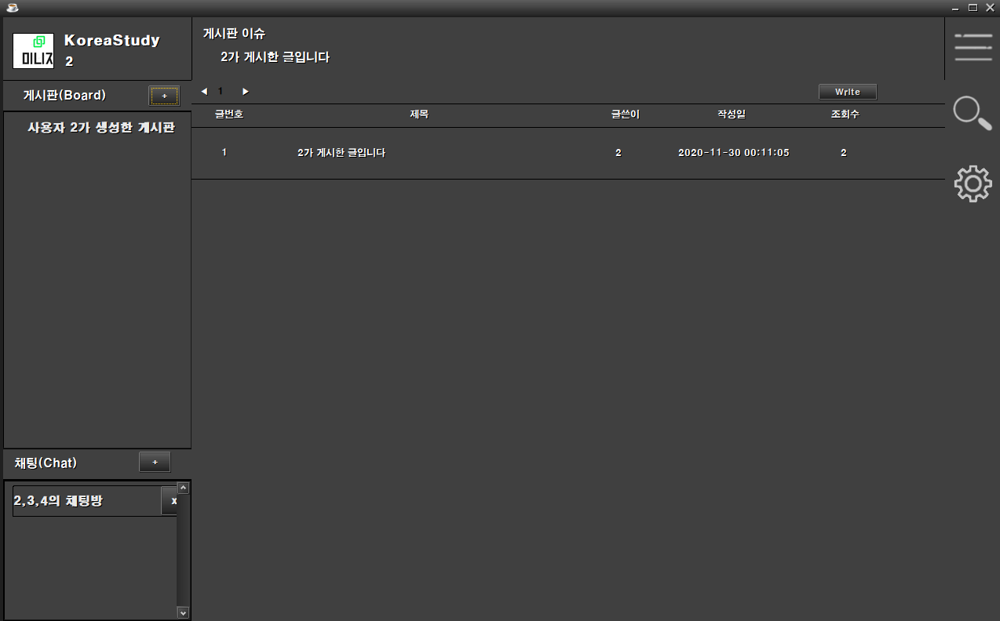 미니ㅈ
KoreaStudy
2
게시판 이슈
2가 게시한 글입니다
게시판(Board)
+
1
Write
글번호 제목 글쓴이 작성일 조회수
사용자 2가 생성한 게시판
1 2가 게시한 글입니다 2 2020-11-30 00:11:05 2
채팅(Chat)
+
2,3,4의 채팅방
x